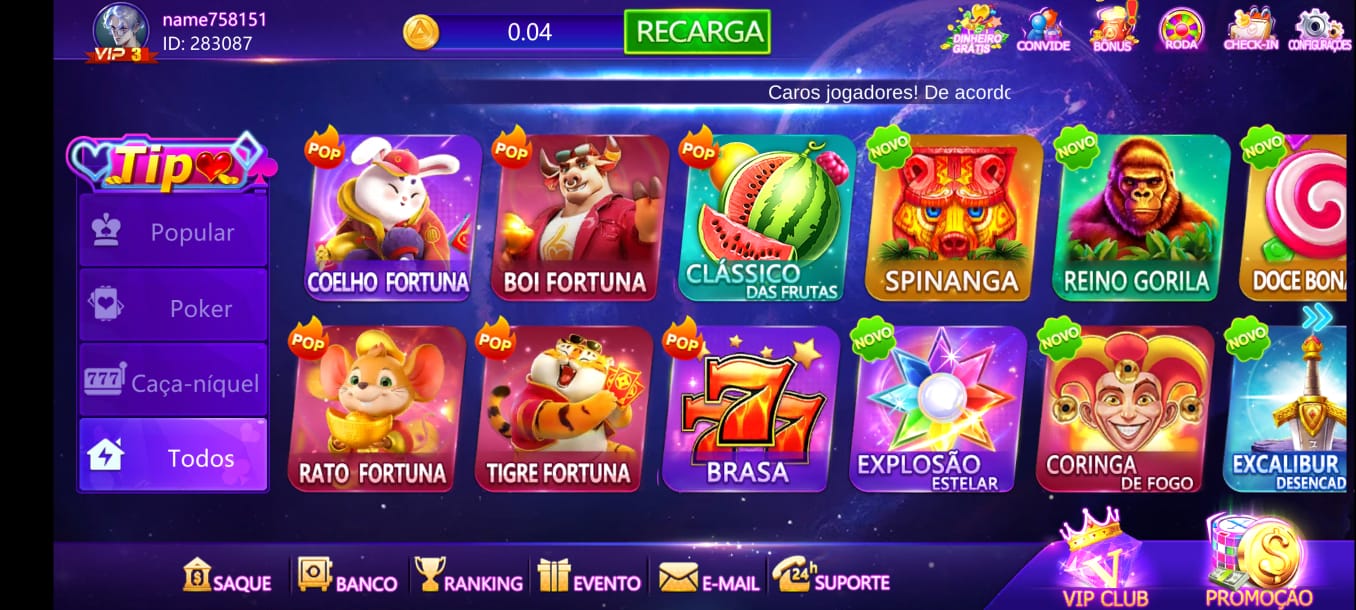 name758151
VIP 3
ID: 283087
0.04
RECARGA
DINHEIRO
GRÁTIS
CONVIDE
BÔNUS
RODA
CHECK-IN
CONFIGURAÇÕES
Caros jogadores! De acordo
Tip
Popular
Poker
777
Caça-níquel
Todos
POP
COELHO FORTUNA
POP
BOI FORTUNA
POP
CLÁSSICO
DAS FRUTAS
NOVO
SPINANGA
NOVO
REINO GORILA
NOVO
DOCE BON
POP
RATO FORTUNA
POP
TIGRE FORTUNA
POP
777
BRASA
NOVO
EXPLOSÃO
ESTELAR
NOVO
CORINGA
DE FOGO
NOVO
EXCALIBUR
DESENCAD
SAQUE
BANCO
RANKING
EVENTO
E-MAIL
24h
SUPORTE
V
VIP CLUB
$
PROMOÇÃO